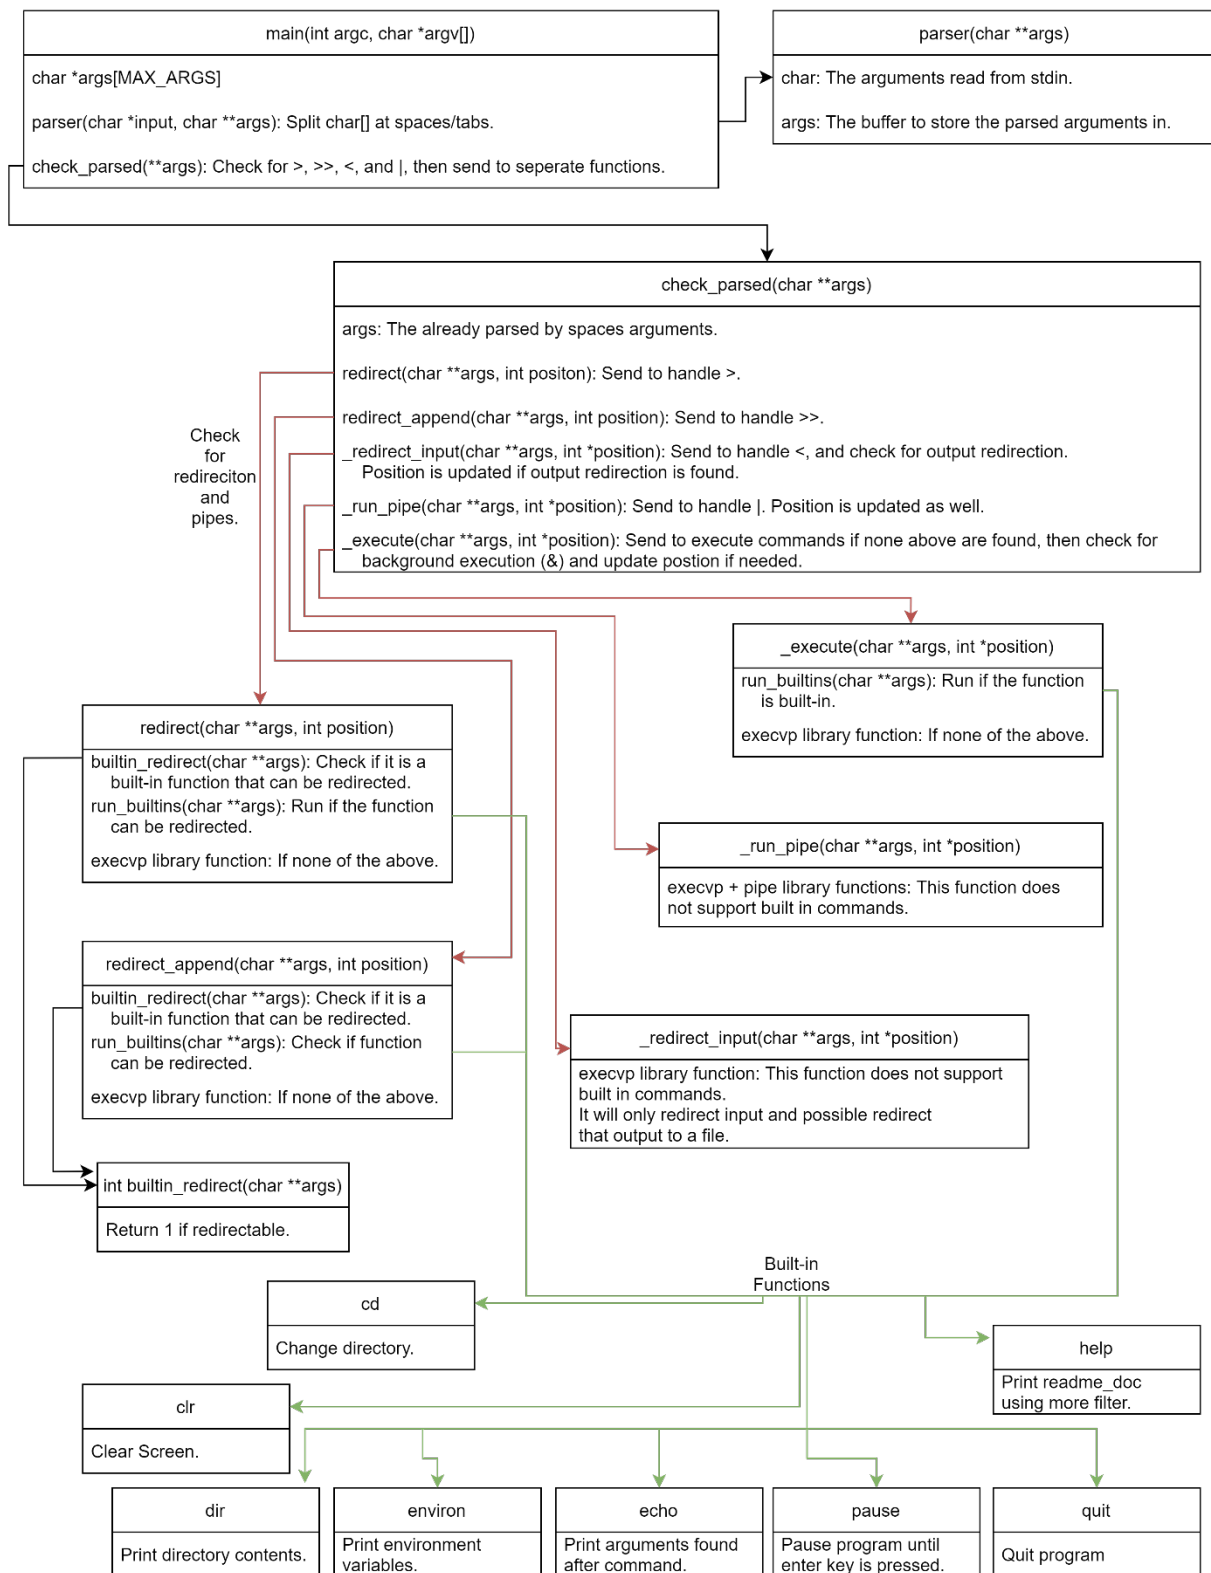 main(int argc, char *argv[])
char *args[MAX_ARGS]
parser(char *input, char **args): Split char[] at spaces/tabs.
check_parsed(**args): Check for >, >>, <, and |, then send to seperate functions.
parser(char **args)
char: The arguments read from stdin.
args: The buffer to store the parsed arguments in.
check_parsed(char **args)
args: The already parsed by spaces arguments.
redirect(char **args, int positon): Send to handle >.
redirect_append(char **args, int position): Send to handle >>.
_redirect_input(char **args, int *position): Send to handle <, and check for output redirection.
Position is updated if output redirection is found.
_run_pipe(char **args, int *position): Send to handle |. Position is updated as well.
_execute(char **args, int *position): Send to execute commands if none above are found, then check for
background execution (&) and update postion if needed.
Check
for
redireciton
and
pipes.
_execute(char **args, int *position)
run_builtins(char **args): Run if the function
is built-in.
execvp library function: If none of the above.
redirect(char **args, int position)
builtin_redirect(char **args): Check if it is a
built-in function that can be redirected.
run_builtins(char **args): Run if the function
can be redirected.
execvp library function: If none of the above.
_run_pipe(char **args, int *position)
execvp + pipe library functions: This function does
not support built in commands.
redirect_append(char **args, int position)
builtin_redirect(char **args): Check if it is a
built-in function that can be redirected.
run_builtins(char **args): Check if function
can be redirected.
execvp library function: If none of the above.
_redirect_input(char **args, int *position)
execvp library function: This function does not support
built in commands.
It will only redirect input and possible redirect
that output to a file.
int builtin_redirect(char **args)
Return 1 if redirectable.
Built-in
Functions
cd
Change directory.
help
Print readme_doc
using more filter.
clr
Clear Screen.
dir
Print directory contents.
environ
Print environment
variables.
echo
Print arguments found
after command.
pause
Pause program until
enter key is pressed.
quit
Quit program